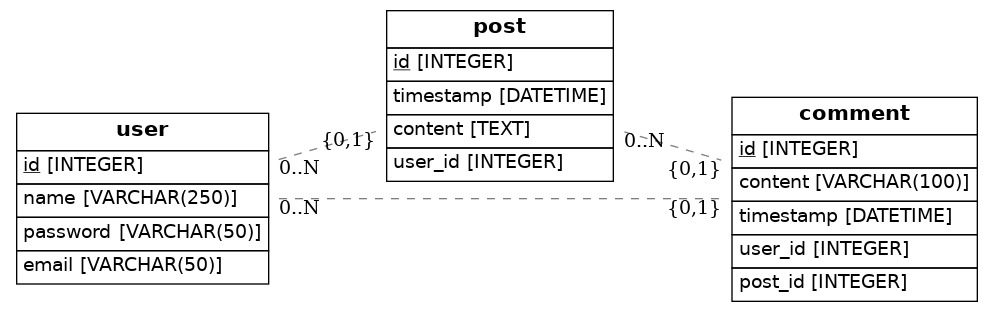 user
id [INTEGER]
name [VARCHAR(250)]
password [VARCHAR(50)]
email [VARCHAR(50)]
0..N
{0,1}
0..N
post
id [INTEGER]
timestamp [DATETIME]
content [TEXT]
user_id [INTEGER]
0..N
{0,1}
{0,1}
comment
id [INTEGER]
content [VARCHAR(100)]
timestamp [DATETIME]
user_id [INTEGER]
post_id [INTEGER]